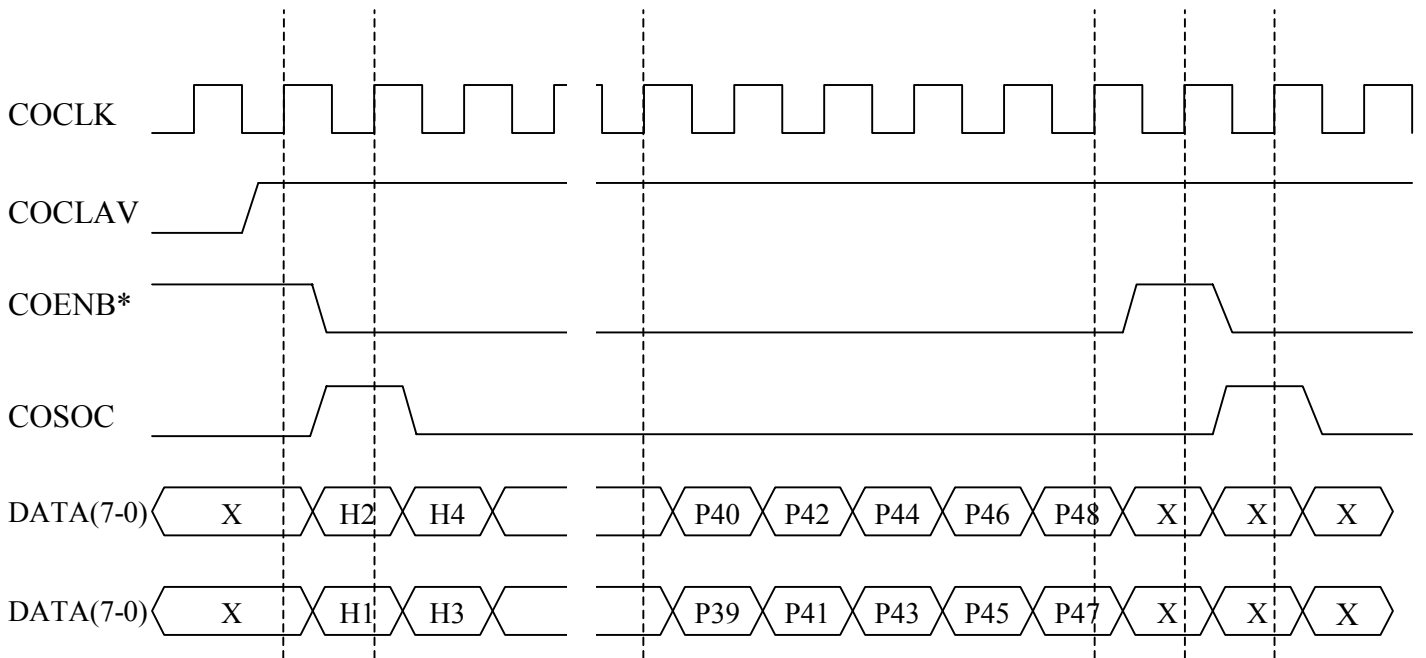 COCLK
COCLAV
COENB*
COSOC
DATA(7-0) X H2 H4 P40 P42 P44 P46 P48 X X X
DATA(7-0) X H1 H3 P39 P41 P43 P45 P47 X X X